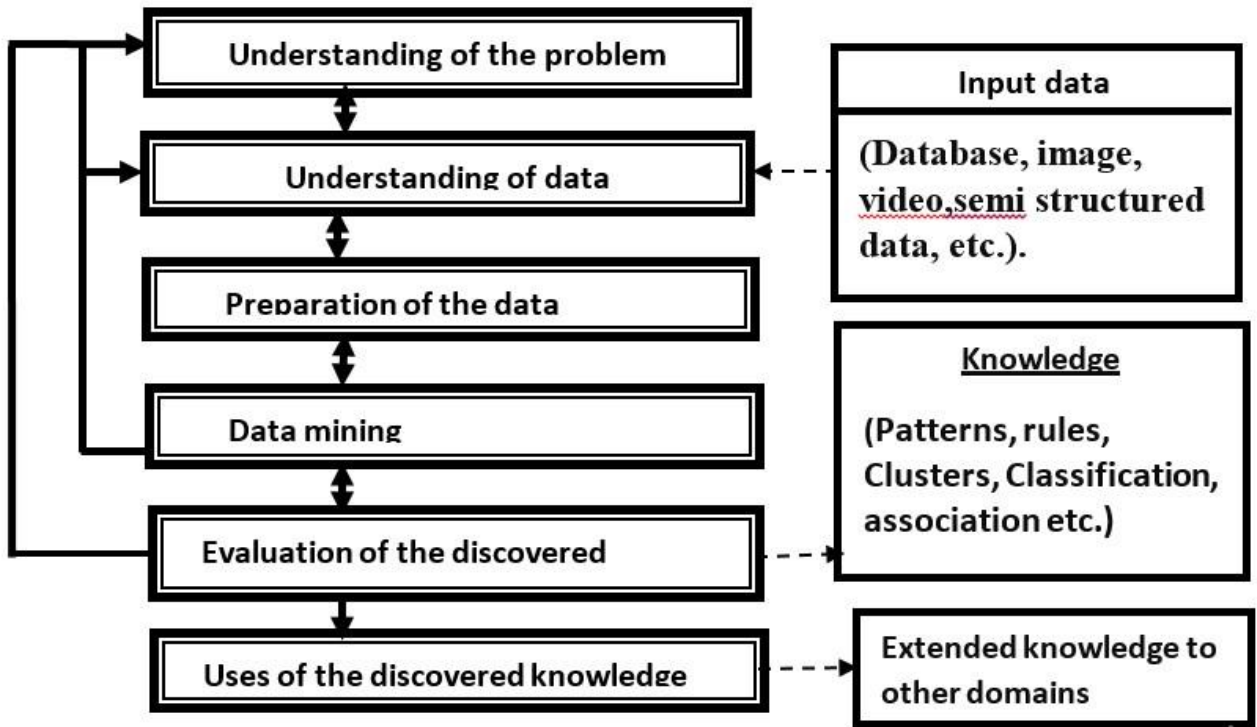 Understanding of the problem
Understanding of data
Preparation of the data
Data mining
Evaluation of the discovered
Uses of the discovered knowledge
Input data
(Database, image,
video,semi structured
data, etc.).
Knowledge
(Patterns, rules,
Clusters, Classification,
association etc.)
Extended knowledge to
other domains